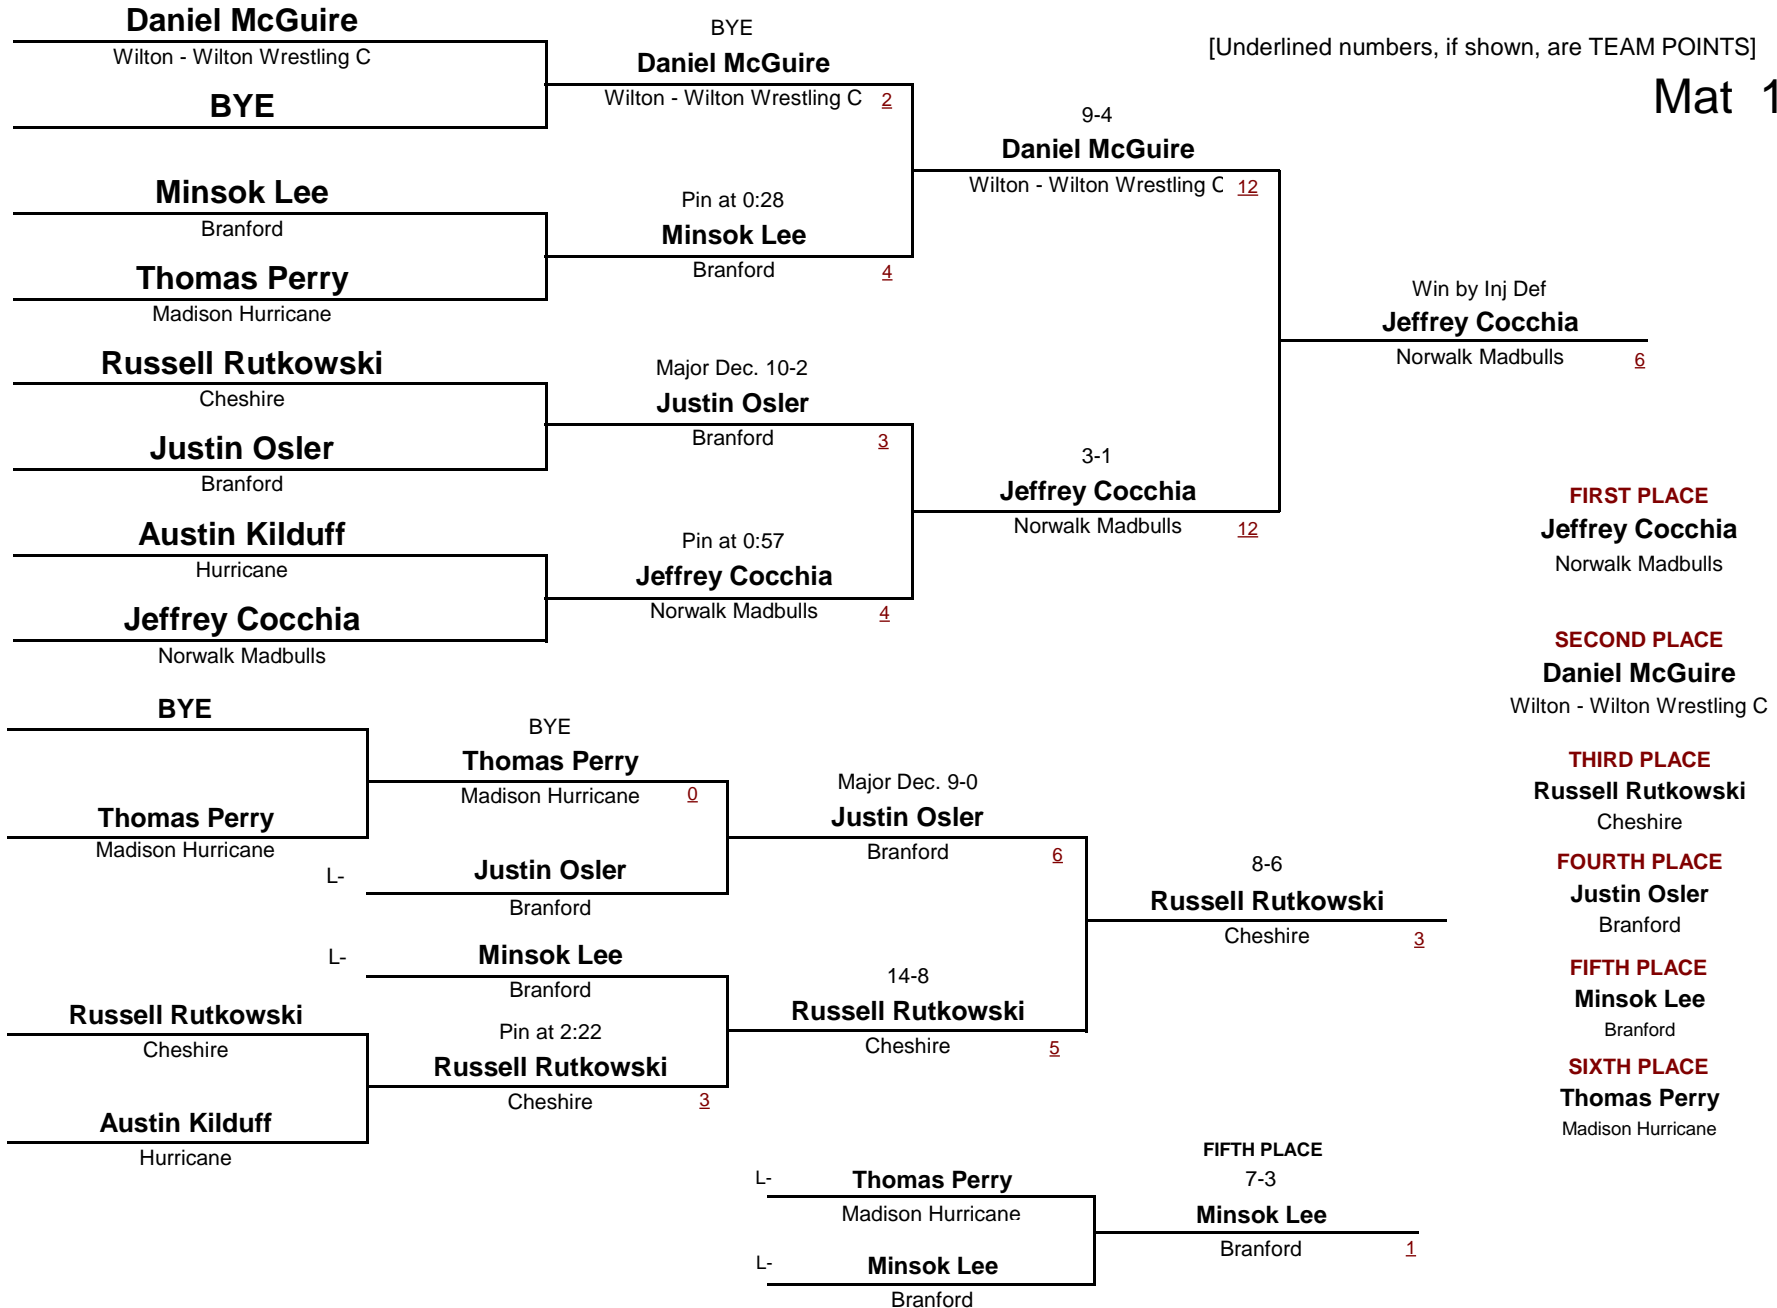 [Underlined numbers, if shown, are TEAM POINTS]
Mat 1
Daniel McGuire
Wilton - Wilton Wrestling C
BYE
Minsok Lee
Branford
Thomas Perry
Madison Hurricane
Russell Rutkowski
Cheshire
Justin Osler
Branford
Austin Kilduff
Hurricane
Jeffrey Cocchia
Norwalk Madbulls
BYE
Daniel McGuire
Wilton - Wilton Wrestling C 2
Pin at 0:28
Minsok Lee
Branford 4
Major Dec. 10-2
Justin Osler
Branford 3
Pin at 0:57
Jeffrey Cocchia
Norwalk Madbulls 4
9-4
Daniel McGuire
Wilton - Wilton Wrestling C 12
3-1
Jeffrey Cocchia
Norwalk Madbulls 12
Win by Inj Def
Jeffrey Cocchia
Norwalk Madbulls 6
BYE
Thomas Perry
Madison Hurricane
Russell Rutkowski
Cheshire
Austin Kilduff
Hurricane
BYE
Thomas Perry
Madison Hurricane 0
L- Justin Osler
Branford
L- Minsok Lee
Branford
Pin at 2:22
Russell Rutkowski
Cheshire 3
Major Dec. 9-0
Justin Osler
Branford 6
14-8
Russell Rutkowski
Cheshire 5
8-6
Russell Rutkowski
Cheshire 3
L- Thomas Perry
Madison Hurricane
L- Minsok Lee
Branford
FIFTH PLACE
7-3
Minsok Lee
Branford 1
FIRST PLACE
Jeffrey Cocchia
Norwalk Madbulls
SECOND PLACE
Daniel McGuire
Wilton - Wilton Wrestling C
THIRD PLACE
Russell Rutkowski
Cheshire
FOURTH PLACE
Justin Osler
Branford
FIFTH PLACE
Minsok Lee
Branford
SIXTH PLACE
Thomas Perry
Madison Hurricane